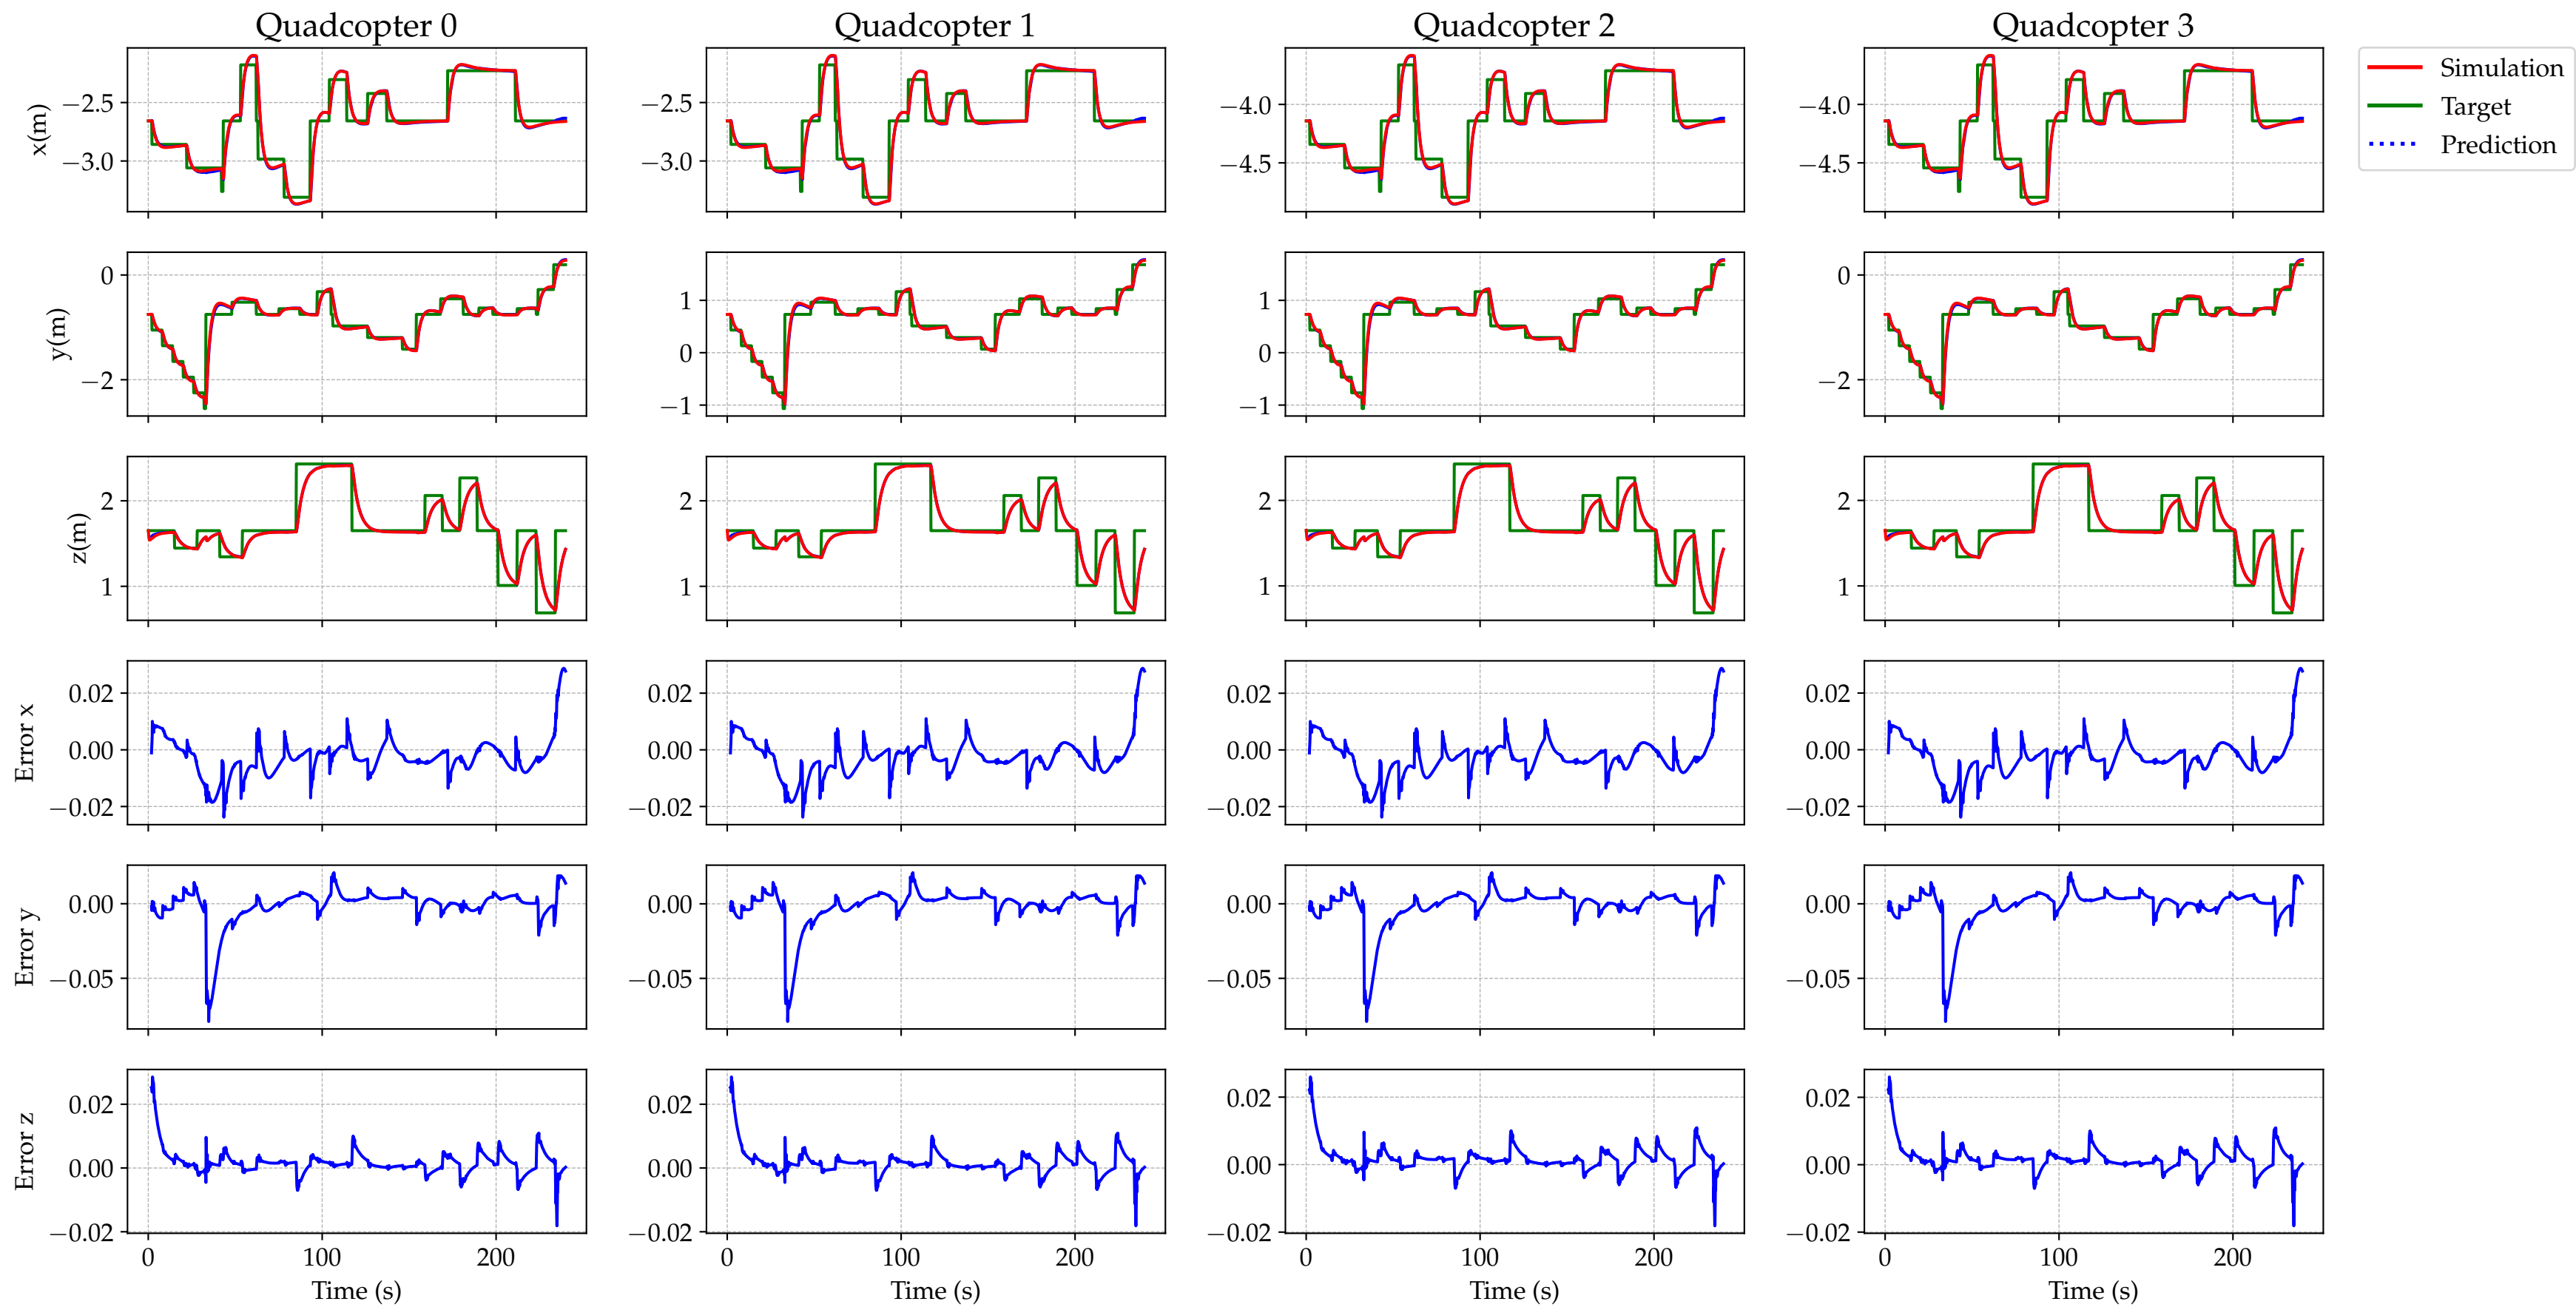 Quadcopter 0 Quadcopter 1 Quadcopter 2 Quadcopter 3
Simulation
Target
Prediction
x(m)
−2.5 −2.5 −4.0 −4.0
−3.0 −3.0 −4.5 −4.5
y(m)
0 1 1 0
−2 0 0 −2
−1 −1
z(m)
2 2 2 2
1 1 1 1
Error x
0.02 0.02 0.02 0.02
0.00 0.00 0.00 0.00
−0.02 −0.02 −0.02 −0.02
Error y
0.00 0.00 0.00 0.00
−0.05 −0.05 −0.05 −0.05
Error z
0.02 0.02 0.02 0.02
0.00 0.00 0.00 0.00
−0.02 −0.02 −0.02 −0.02
0 100 200 0 100 200 0 100 200 0 100 200
Time (s) Time (s) Time (s) Time (s)